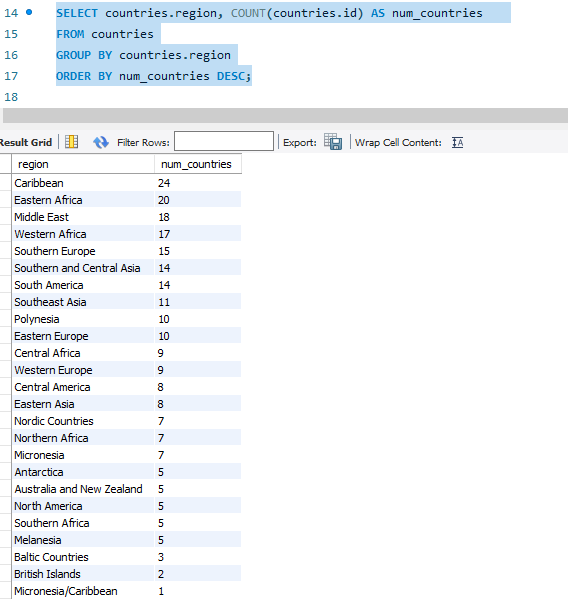 14 SELECT countries.region, COUNT(countries.id) AS num_countries
15 FROM countries
16 GROUP BY countries.region
17 ORDER BY num_countries DESC;
18
Result Grid Filter Rows: Export: Wrap Cell Content:
region num_countries
Caribbean 24
Eastern Africa 20
Middle East 18
Western Africa 17
Southern Europe 15
Southern and Central Asia 14
South America 14
Southeast Asia 11
Polynesia 10
Eastern Europe 10
Central Africa 9
Western Europe 9
Central America 8
Eastern Asia 8
Nordic Countries 7
Northern Africa 7
Micronesia 7
Antarctica 5
Australia and New Zealand 5
North America 5
Southern Africa 5
Melanesia 5
Baltic Countries 3
British Islands 2
Micronesia/Caribbean 1